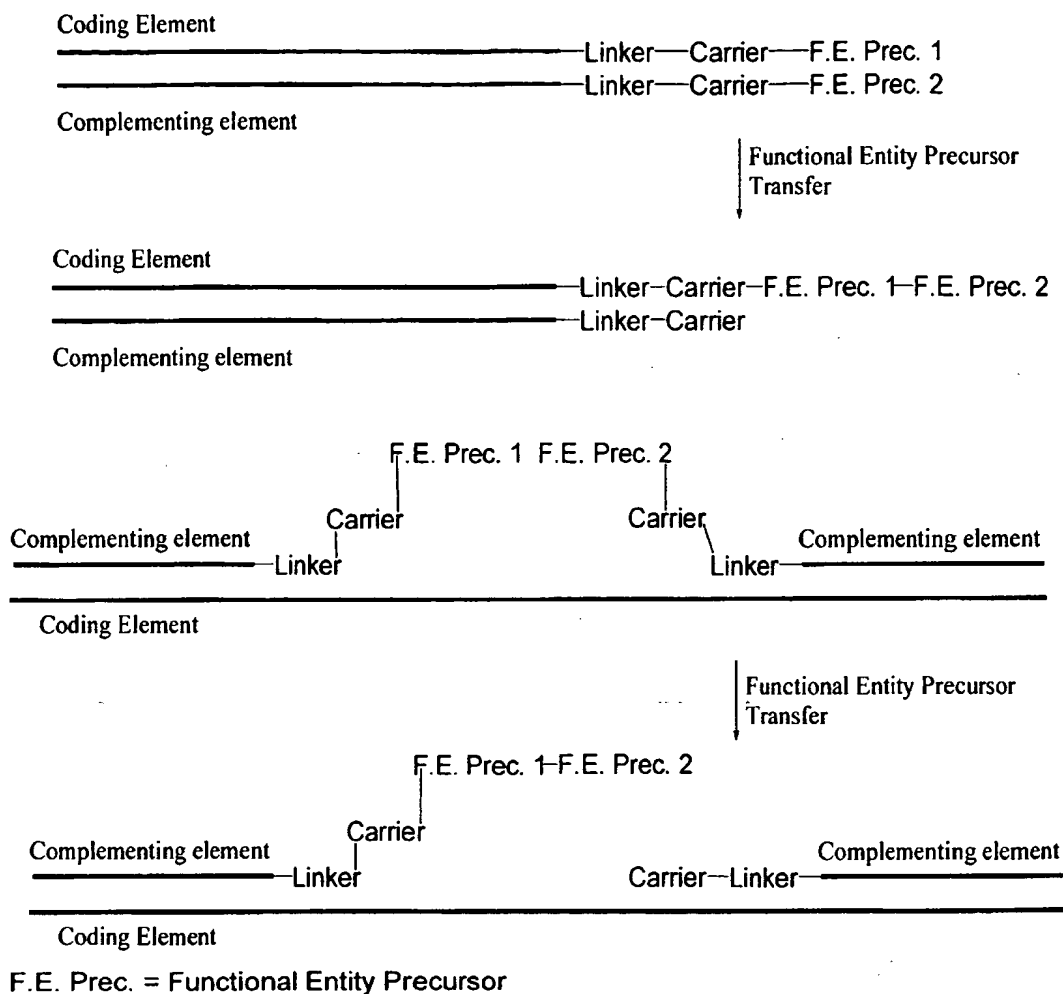 Coding Element
Linker—Carrier—F.E. Prec. 1
Linker—Carrier—F.E. Prec. 2
Complementing element
Functional Entity Precursor
Transfer
Coding Element
Linker–Carrier–F.E. Prec. 1–F.E. Prec. 2
Linker–Carrier
Complementing element
F.E. Prec. 1 F.E. Prec. 2
Carrier Carrier
Complementing element Complementing element
Linker Linker
Coding Element
Functional Entity Precursor
Transfer
F.E. Prec. 1–F.E. Prec. 2
Carrier
Complementing element Complementing element
Linker Carrier–Linker
Coding Element
F.E. Prec. = Functional Entity Precursor